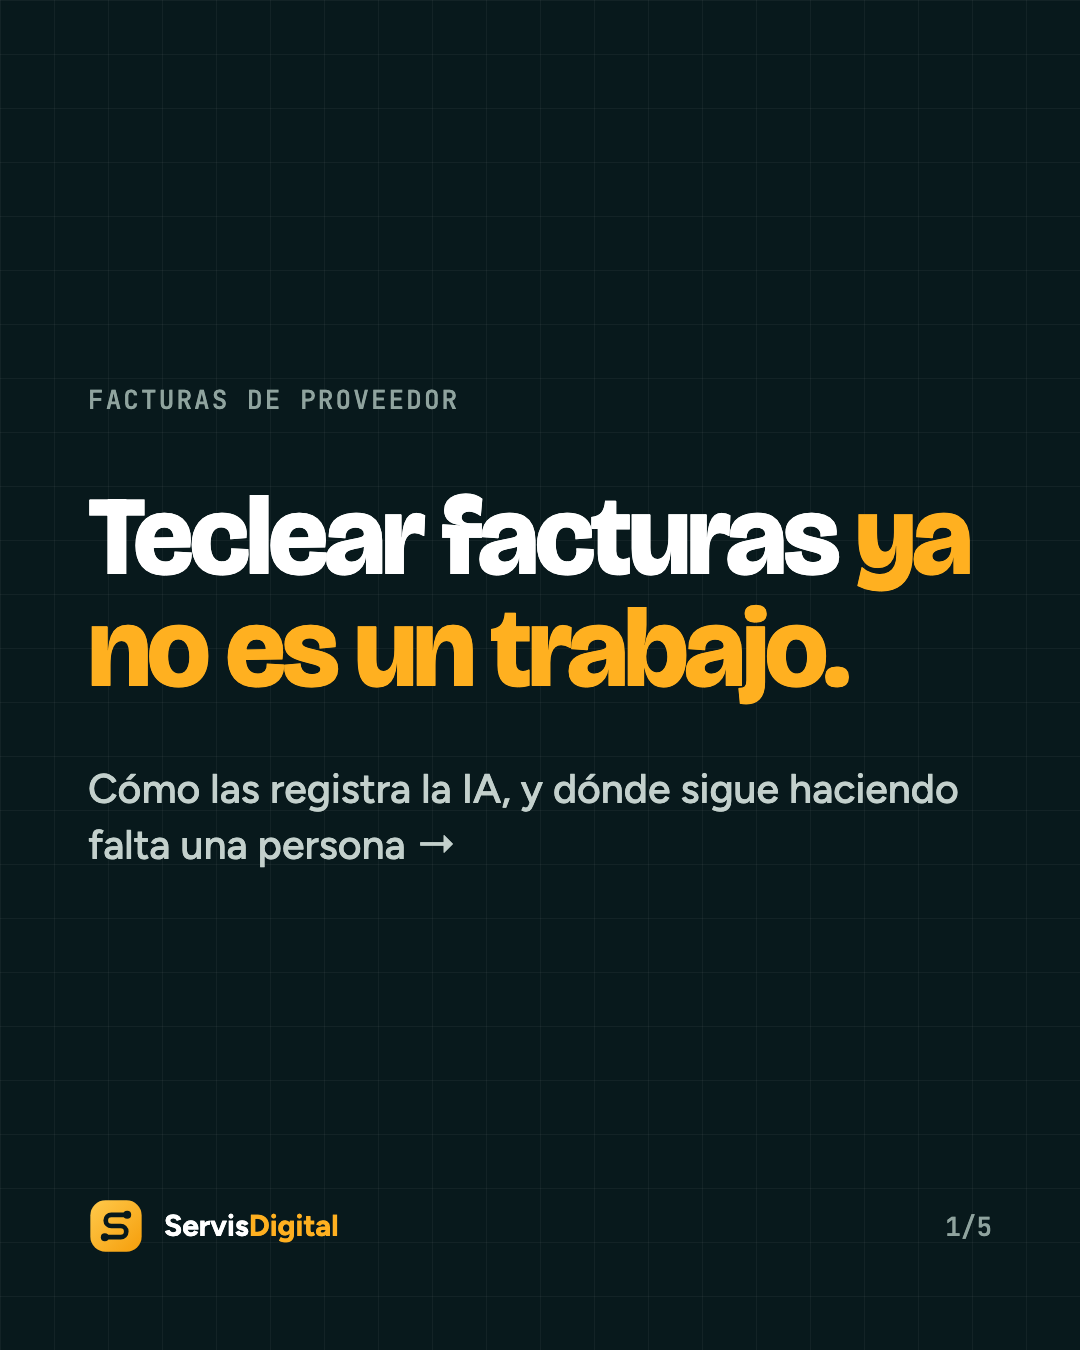 FACTURAS DE PROVEEDOR
Teclear facturas ya
no es un trabajo.
Cómo las registra la IA, y dónde sigue haciendo
falta una persona →
ServisDigital
1/5